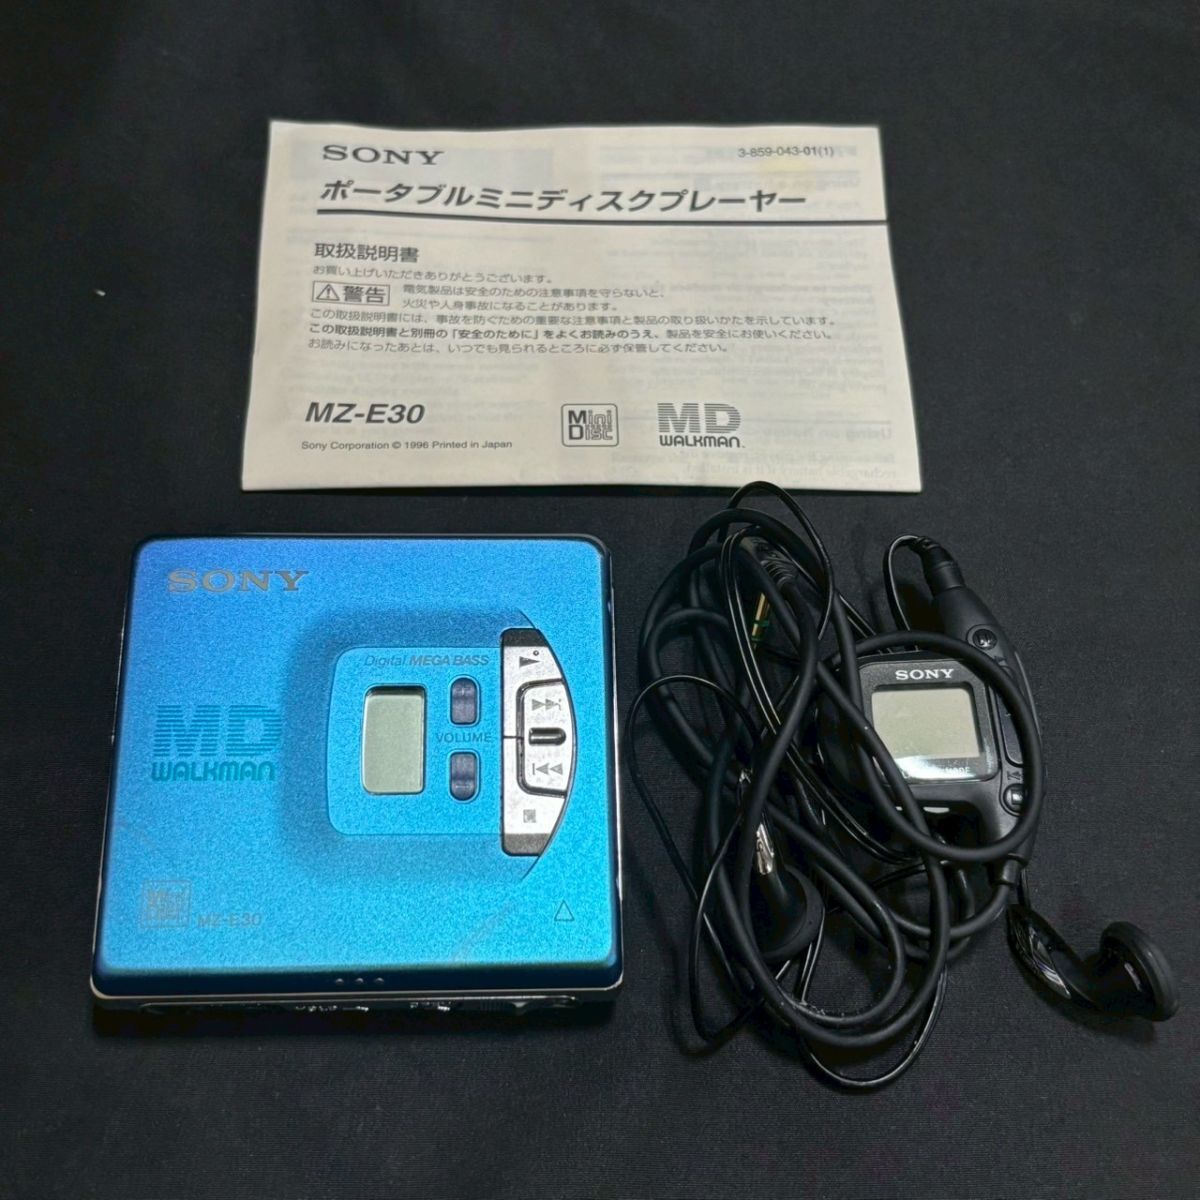 SONY
3-859-043-01(1)
ポータブルミニディスクプレーヤー
取扱説明書
お買い上げいただきありがとうございます。
警告
電気製品は安全のための注意事項を守らないと、
火災や人身事故になることがあります。
この取扱説明書には、事故を防ぐための重要な注意事項と製品の取り扱いかたを示しています。
この取扱説明書と別冊の「安全のために」をよくお読みのうえ、製品を安全にお使いください。
お読みになったあとは、いつでも見られるところに必ず保管してください。
MZ-E30
Mini
Disc
MD
WALKMAN
Sony Corporation © 1996 Printed in Japan
SONY
Digital MEGA BASS
VOLUME
MD
WALKMAN
Mini
Disc
MZ-E30
SONY